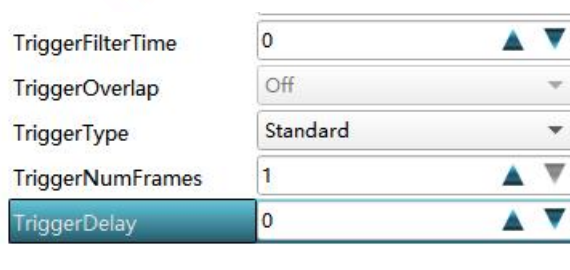 TriggerFilterTime 0
TriggerOverlap Off
TriggerType Standard
TriggerNumFrames 1
TriggerDelay 0